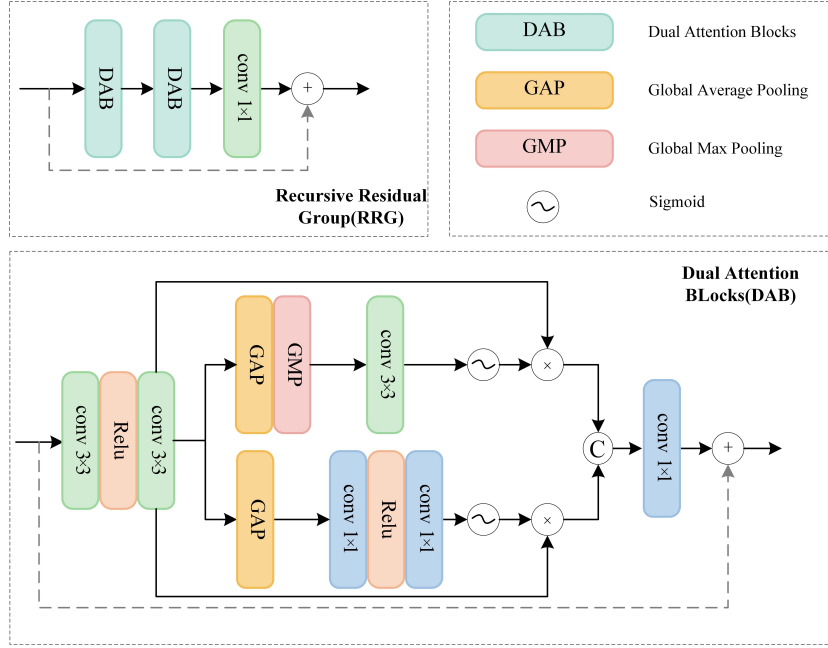 DAB
DAB
conv 1×1
+
Recursive Residual
Group(RRG)
DAB
Dual Attention Blocks
GAP
Global Average Pooling
GMP
Global Max Pooling
Sigmoid
Dual Attention
BLocks(DAB)
conv 3×3
Relu
conv 3×3
GAP
GMP
conv 3×3
×
GAP
conv 1×1
Relu
conv 1×1
×
C
conv 1×1
+